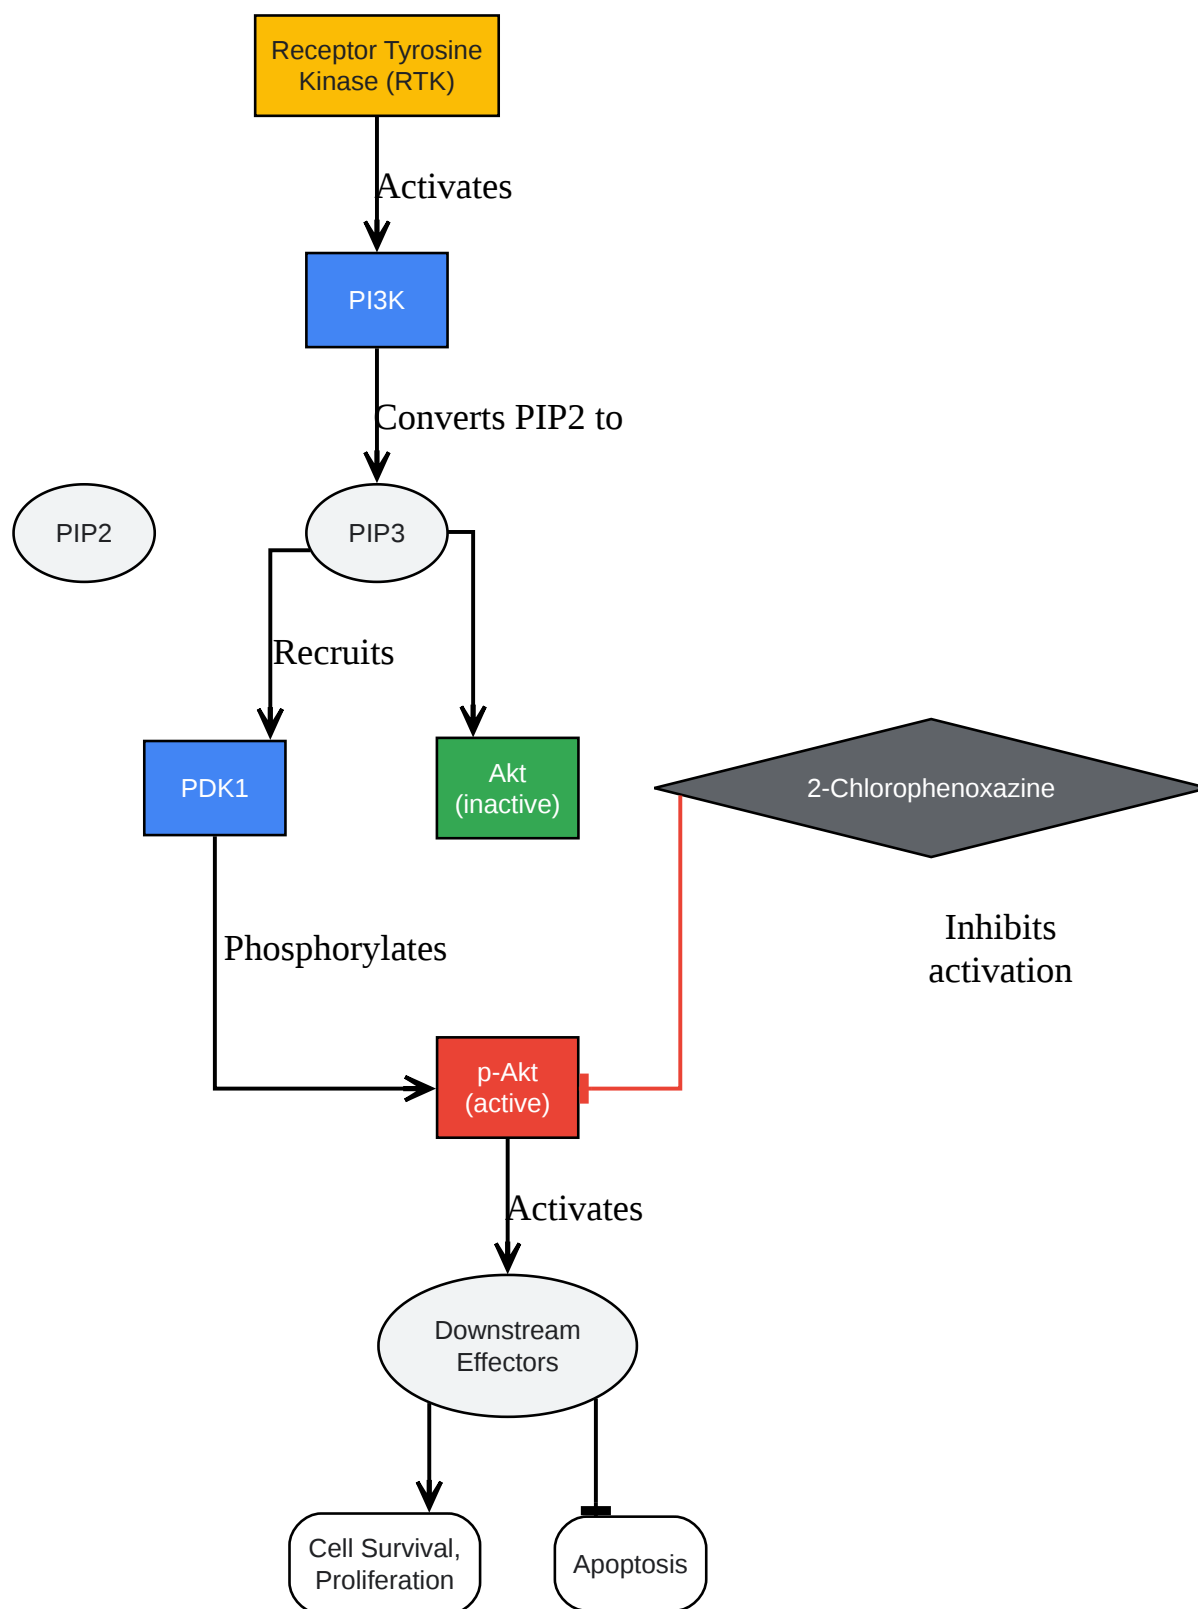 Receptor Tyrosine
Kinase (RTK)
Activates
PI3K
Converts PIP2 to
PIP2
PIP3
Recruits
PDK1
Akt
(inactive)
2-Chlorophenoxazine
Phosphorylates
Inhibits
activation
p-Akt
(active)
Activates
Downstream
Effectors
Cell Survival,
Proliferation
Apoptosis